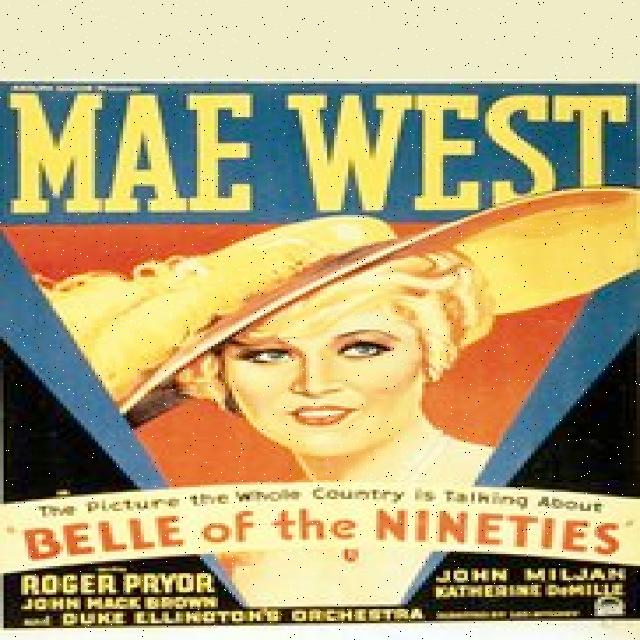 MAE WEST
The Picture the Whole Country is Talking About
"BELLE of the NINETIES"
ROGER PRYOR
JOHN MACK BROWN
and DUKE ELLINGTON'S ORCHESTRA
JOHN MILJAN
KATHERINE DeMILLE